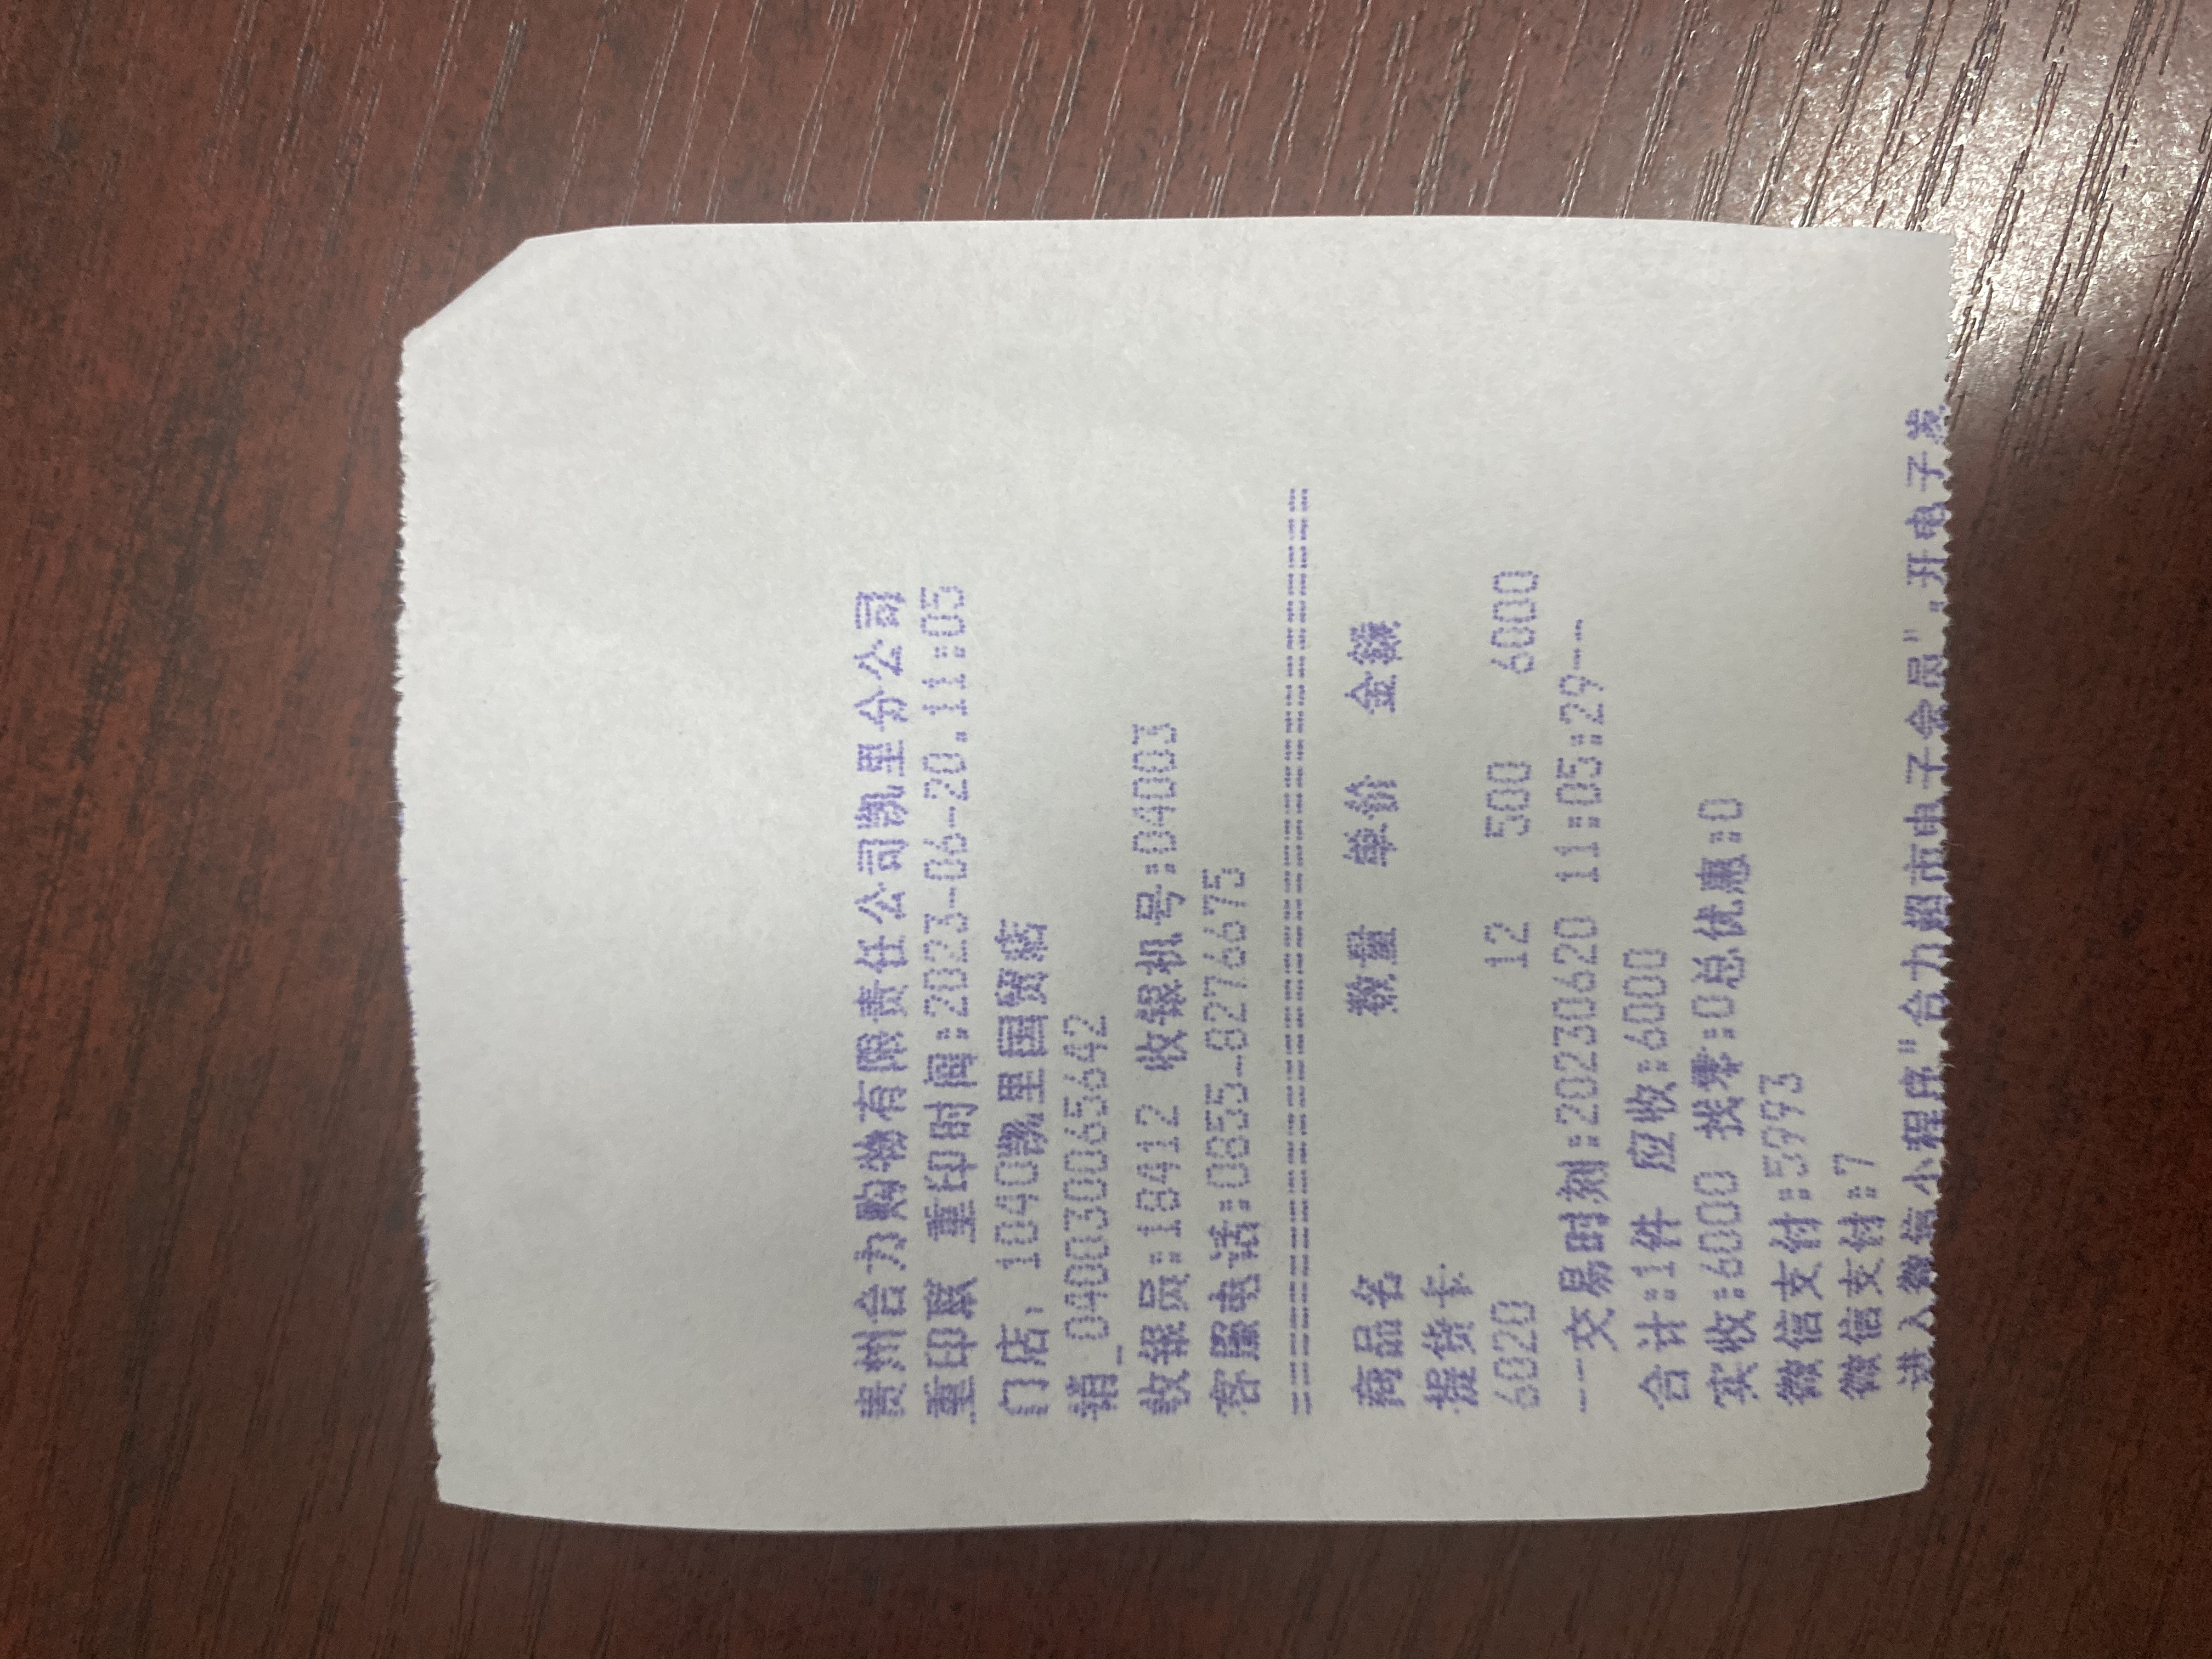 贵州合力购物有限责任公司凯里分公司
重印联 重印时间:2023-06-20.11:05
门店: 1040凯里国贸店
销_040030065642
收银员:18412 收银机号:04003
客服电话:0855-8276675
================================
商品名 数量 单价 金额
提货卡
6020 12 500 6000
---交易时刻:20230620 11:05:29---
合计:1件 应收:6000
实收:6000 找零:0总优惠:0
微信支付:5993
微信支付:7
进入微信小程序"合力超市电子会员",开电子发